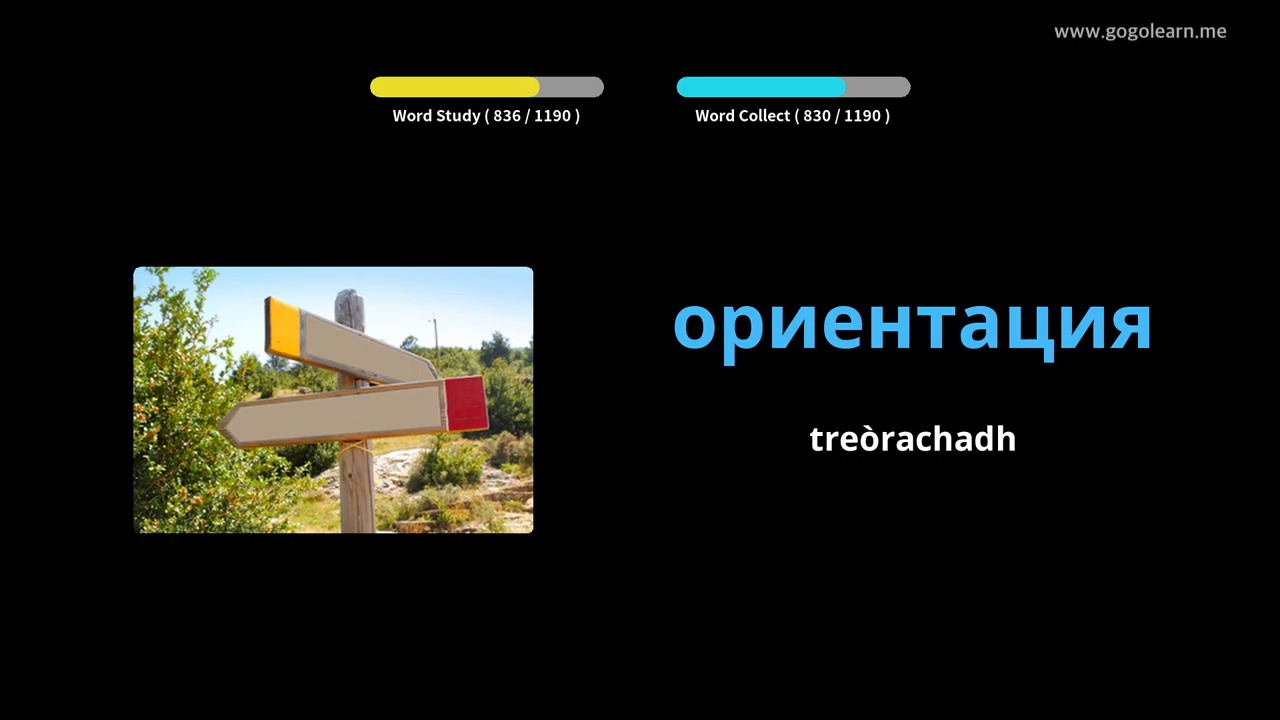 www.gogolearn.me
Word Study ( 836 / 1190 )
Word Collect ( 830 / 1190 )
ориентация
treòrachadh